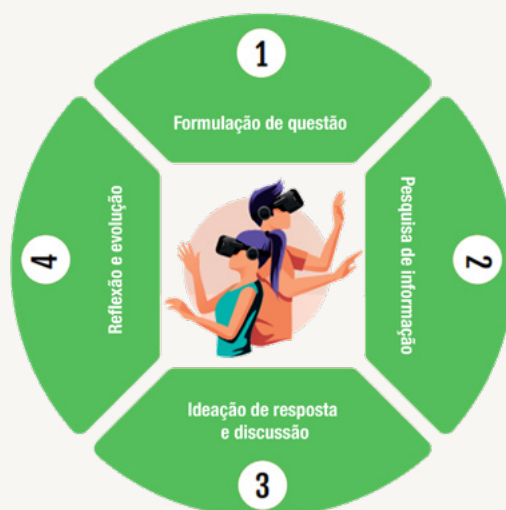 1
Formulação de questão
2
Pesquisa de informação
3
Ideação de resposta
e discussão
4
Reflexão e evolução